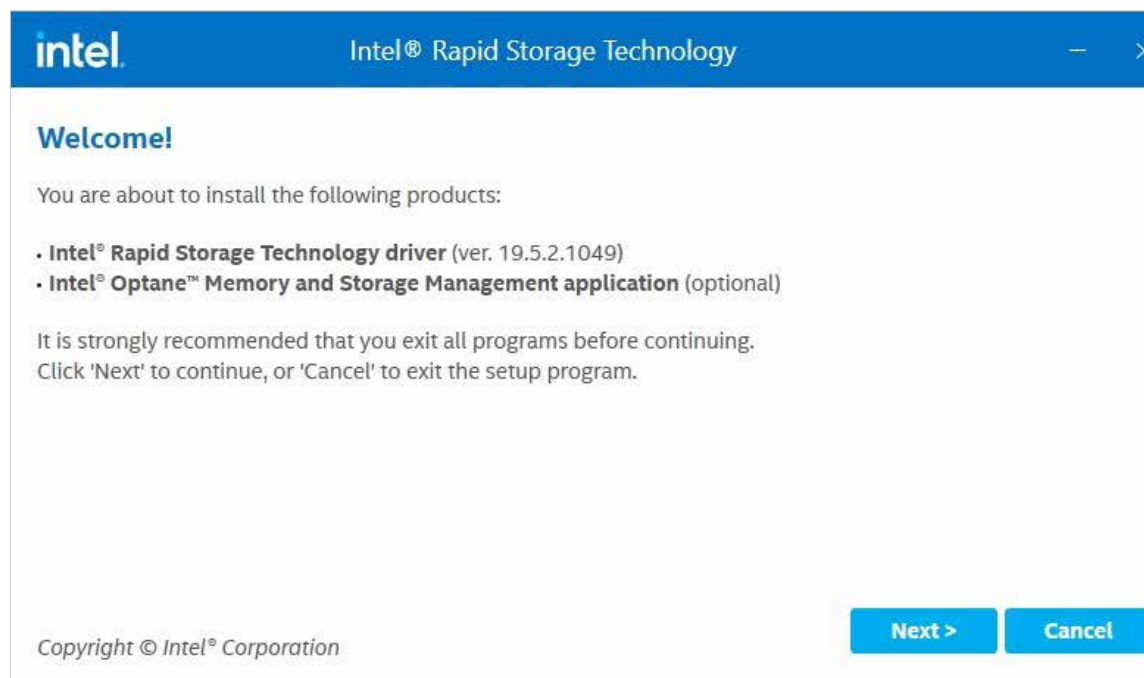 intel.
Intel® Rapid Storage Technology
Welcome!
You are about to install the following products:
• Intel® Rapid Storage Technology driver (ver. 19.5.2.1049)
• Intel® Optane™ Memory and Storage Management application (optional)
It is strongly recommended that you exit all programs before continuing.
Click 'Next' to continue, or 'Cancel' to exit the setup program.
Next >
Cancel
Copyright © Intel® Corporation